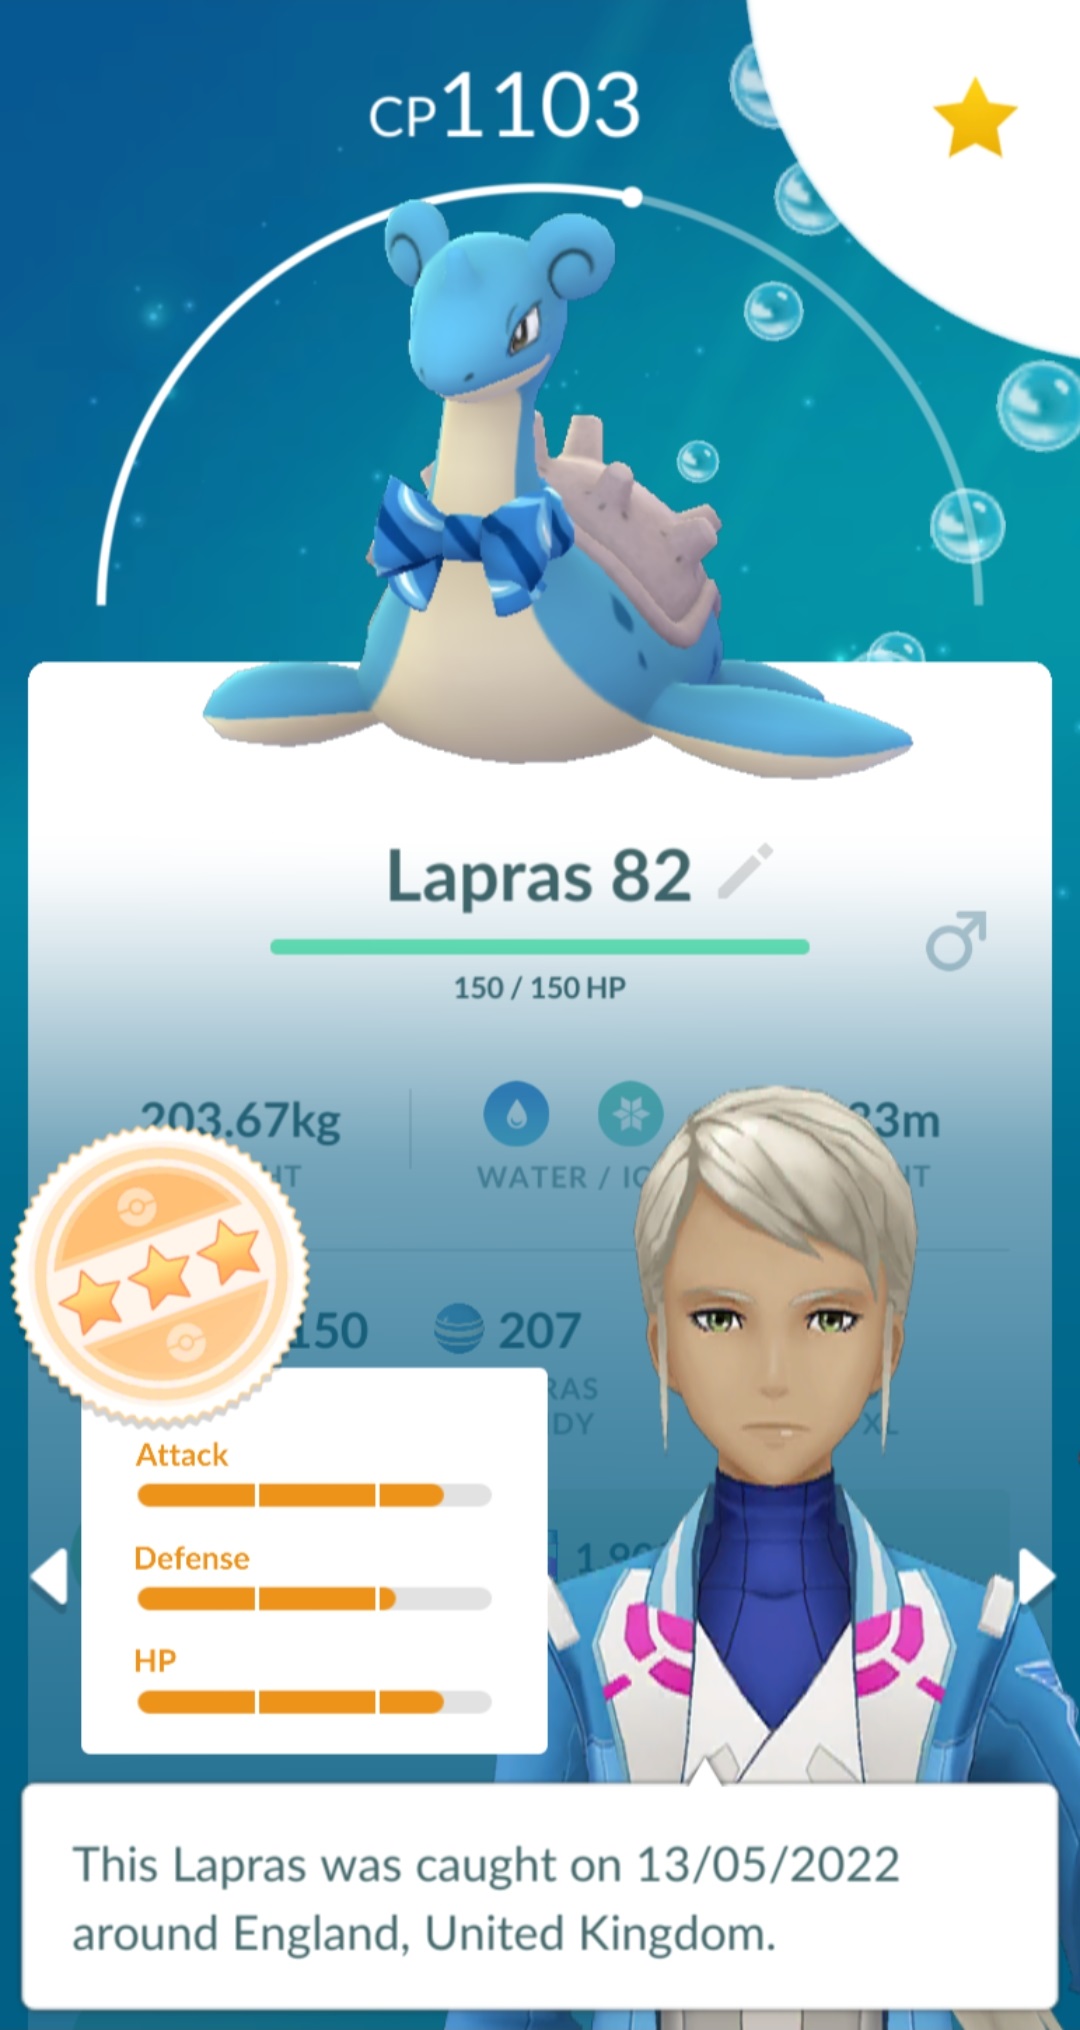 CP1103
Lapras 82
150 / 150 HP
203.67kg
WATER /
150
207
Attack
Defense
HP
This Lapras was caught on 13/05/2022
around England, United Kingdom.